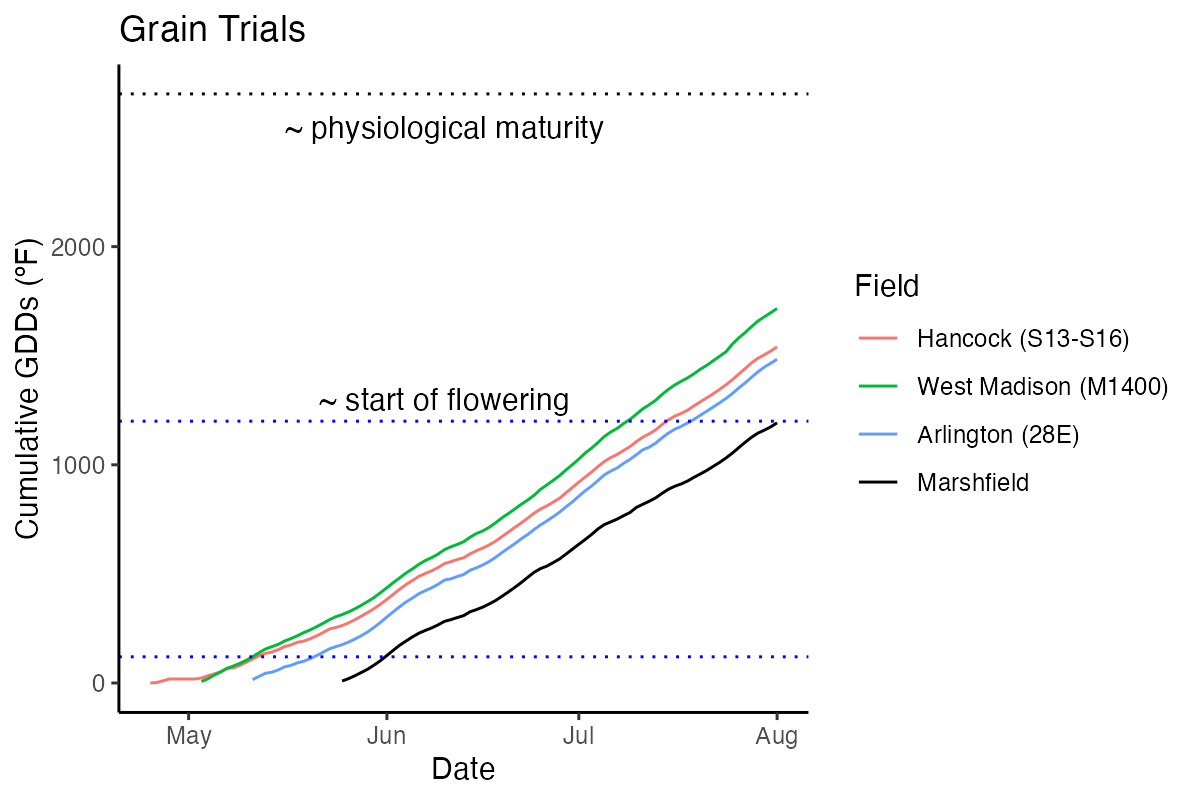 Grain Trials
~ physiological maturity
~ start of flowering
Cumulative GDDs (°F)
2000
1000
0
May
Jun
Jul
Aug
Date
Field
Hancock (S13-S16)
West Madison (M1400)
Arlington (28E)
Marshfield